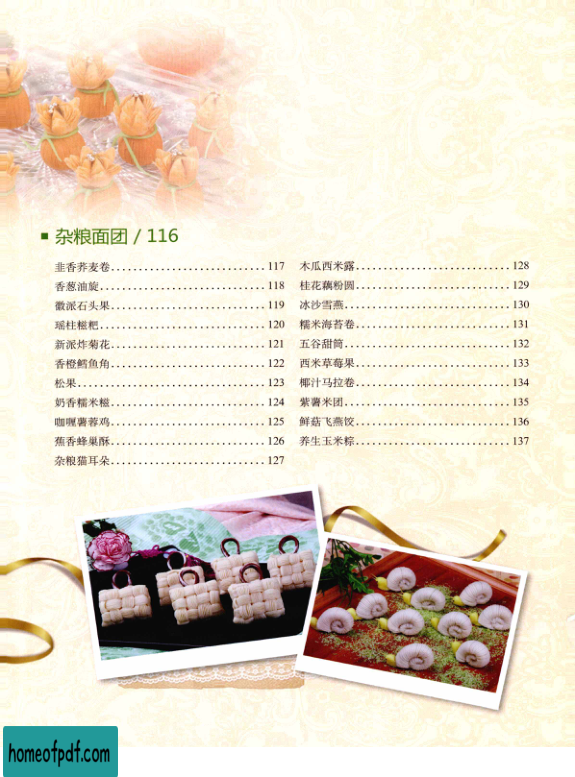 ■ 杂粮面团 / 116
韭香荞麦卷 117
香葱油旋 118
徽派石头果 119
瑶柱糍粑 120
新派炸菊花 121
香橙鳕鱼角 122
松果 123
奶香糯米糍 124
咖喱薯蓉鸡 125
蕉香蜂巢酥 126
杂粮猫耳朵 127
木瓜西米露 128
桂花藕粉圆 129
冰沙雪燕 130
糯米海苔卷 131
五谷甜筒 132
西米草莓果 133
椰汁马拉卷 134
紫薯米团 135
鲜菇飞燕饺 136
养生玉米粽 137
homeofpdf.com